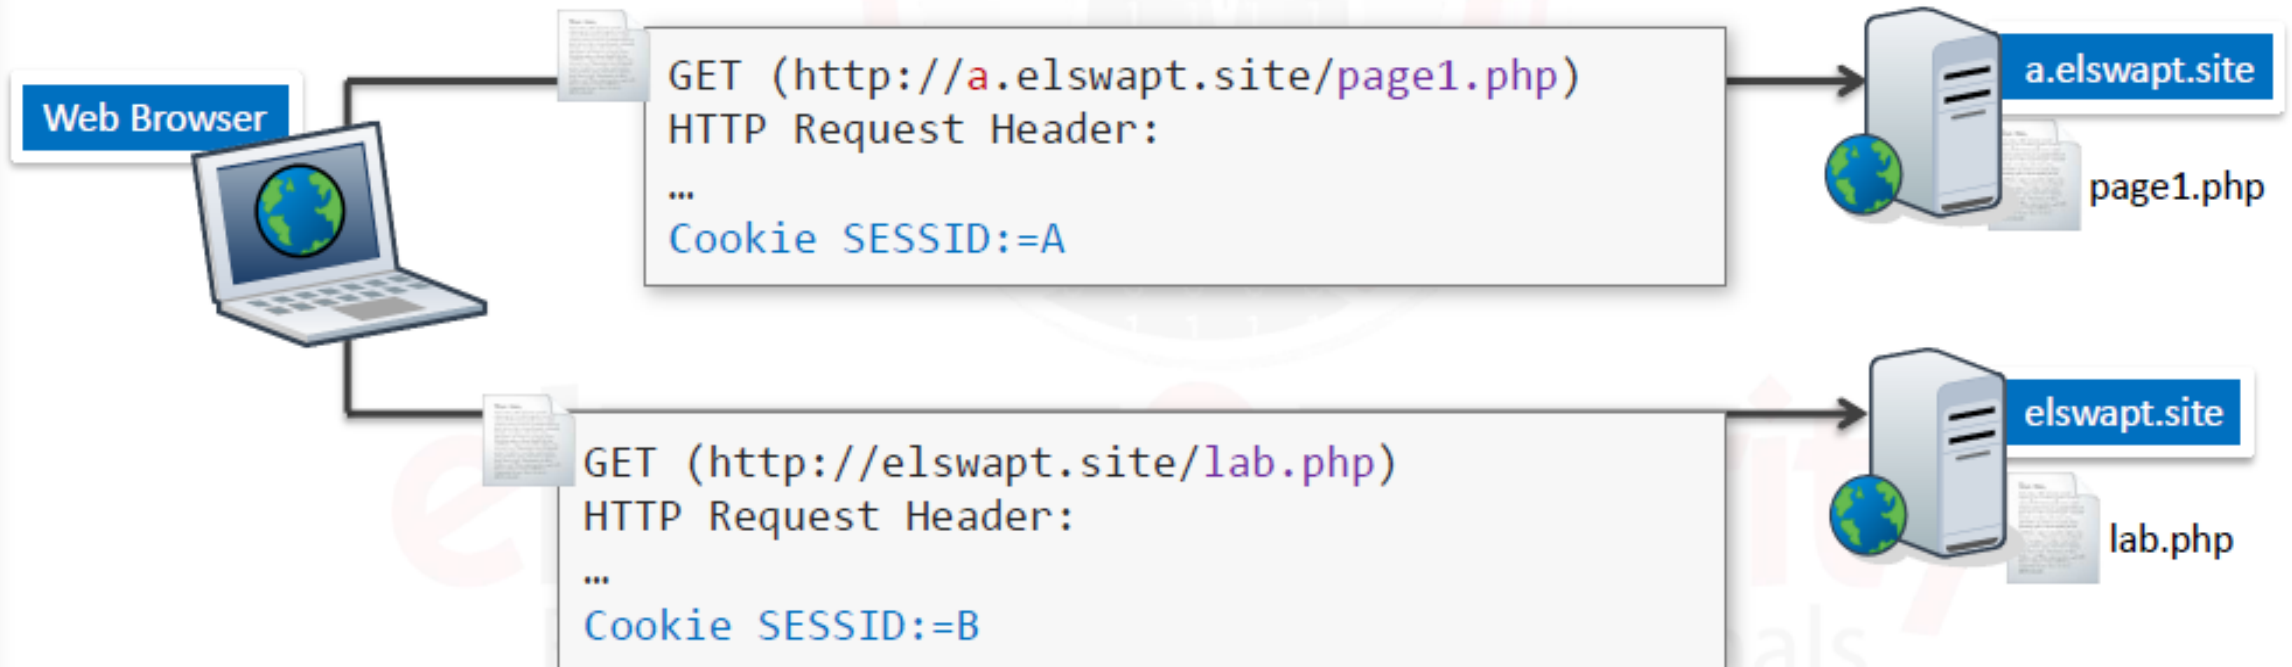 Web Browser
GET (http://a.elswapt.site/page1.php)
HTTP Request Header:
…
Cookie SESSID:=A
a.elswapt.site
page1.php
GET (http://elswapt.site/lab.php)
HTTP Request Header:
…
Cookie SESSID:=B
elswapt.site
lab.php